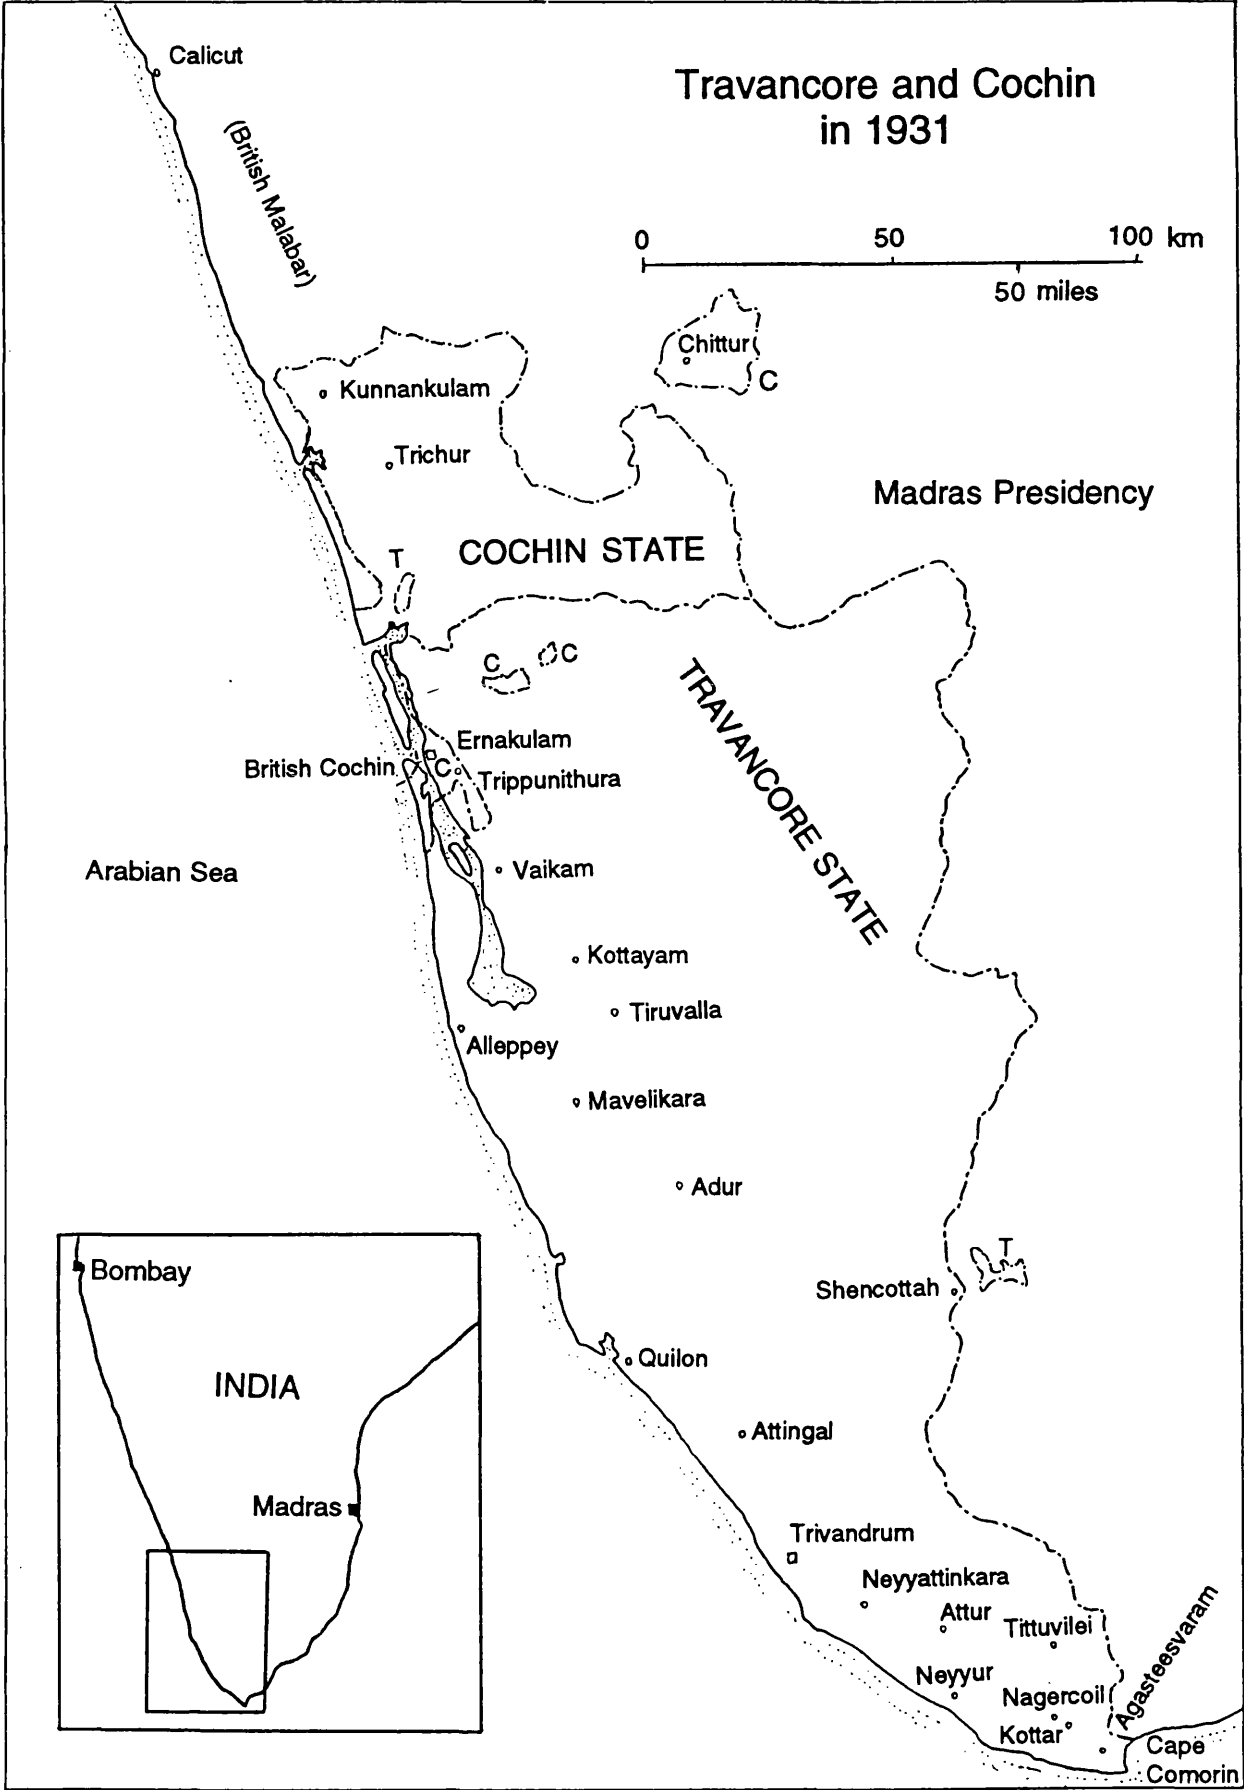 Calicut
Travancore and Cochin
in 1931
(British Malabar)
0 50 100 km
50 miles
Chittur
C
Kunnankulam
Trichur
Madras Presidency
T
COCHIN STATE
C
C
TRAVANCORE STATE
Ernakulam
British Cochin
C
Trippunithura
Arabian Sea
Vaikam
Kottayam
Tiruvalla
Alleppey
Mavelikara
Adur
T
Shencottah
Bombay
Quilon
INDIA
Attingal
Madras
Trivandrum
Neyyattinkara
Attur
Tittuvilei
Agasteesvaram
Neyyur
Nagercoil
Kottar
Cape
Comorin